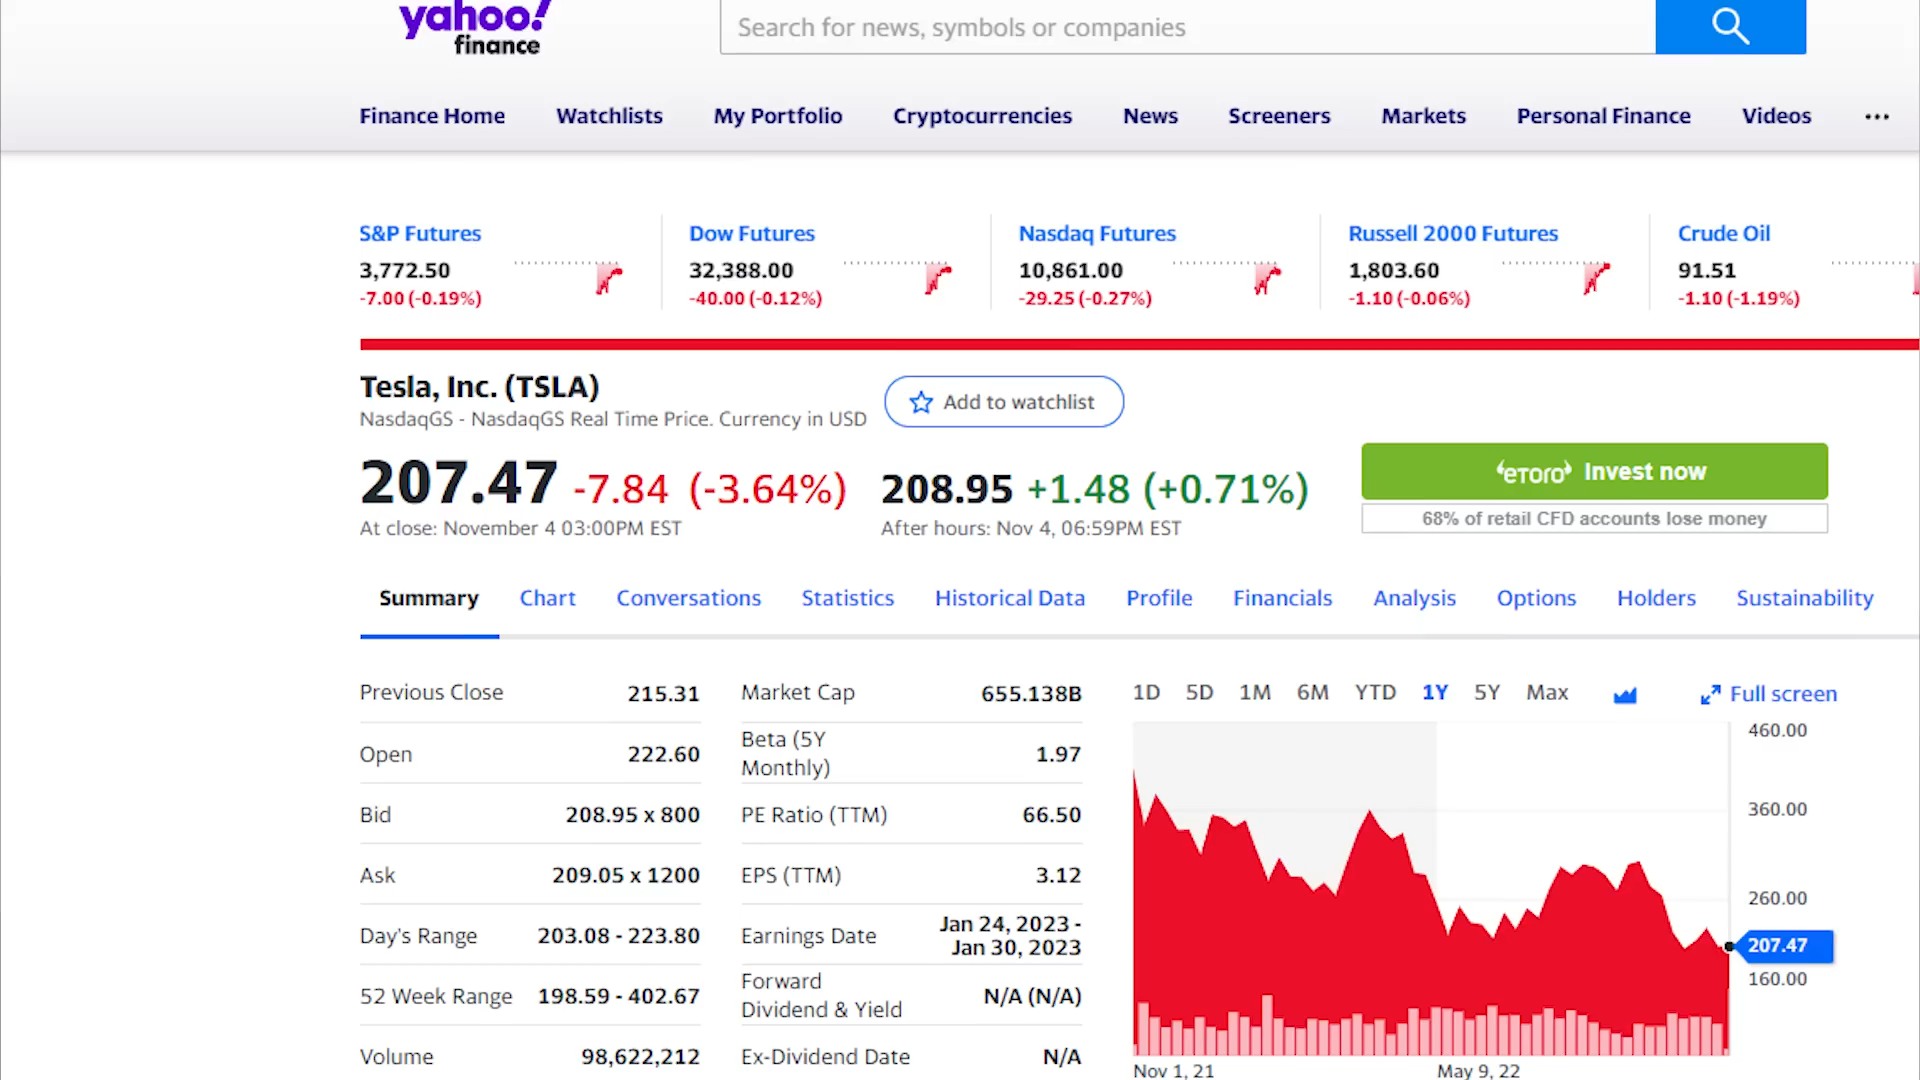 yahoo!
finance
Search for news, symbols or companies
Finance Home Watchlists My Portfolio Cryptocurrencies News Screeners Markets Personal Finance Videos ...
S&P Futures
3,772.50
-7.00 (-0.19%)
Dow Futures
32,388.00
-40.00 (-0.12%)
Nasdaq Futures
10,861.00
-29.25 (-0.27%)
Russell 2000 Futures
1,803.60
-1.10 (-0.06%)
Crude Oil
91.51
-1.10 (-1.19%)
Tesla, Inc. (TSLA)
NasdaqGS - NasdaqGS Real Time Price. Currency in USD
Add to watchlist
207.47 -7.84 (-3.64%)
At close: November 4 03:00PM EST
208.95 +1.48 (+0.71%)
After hours: Nov 4, 06:59PM EST
eToro Invest now
68% of retail CFD accounts lose money
Summary Chart Conversations Statistics Historical Data Profile Financials Analysis Options Holders Sustainability
Previous Close 215.31
Open 222.60
Bid 208.95 x 800
Ask 209.05 x 1200
Day's Range 203.08 - 223.80
52 Week Range 198.59 - 402.67
Volume 98,622,212
Market Cap 655.138B
Beta (5Y
Monthly) 1.97
PE Ratio (TTM) 66.50
EPS (TTM) 3.12
Earnings Date Jan 24, 2023 -
Jan 30, 2023
Forward
Dividend & Yield N/A (N/A)
Ex-Dividend Date N/A
1D 5D 1M 6M YTD 1Y 5Y Max Full screen
460.00
360.00
260.00
207.47
160.00
Nov 1, 21 May 9, 22